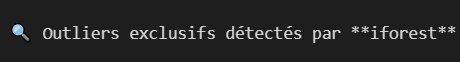 🔍 Outliers exclusifs détectés par **iforest**